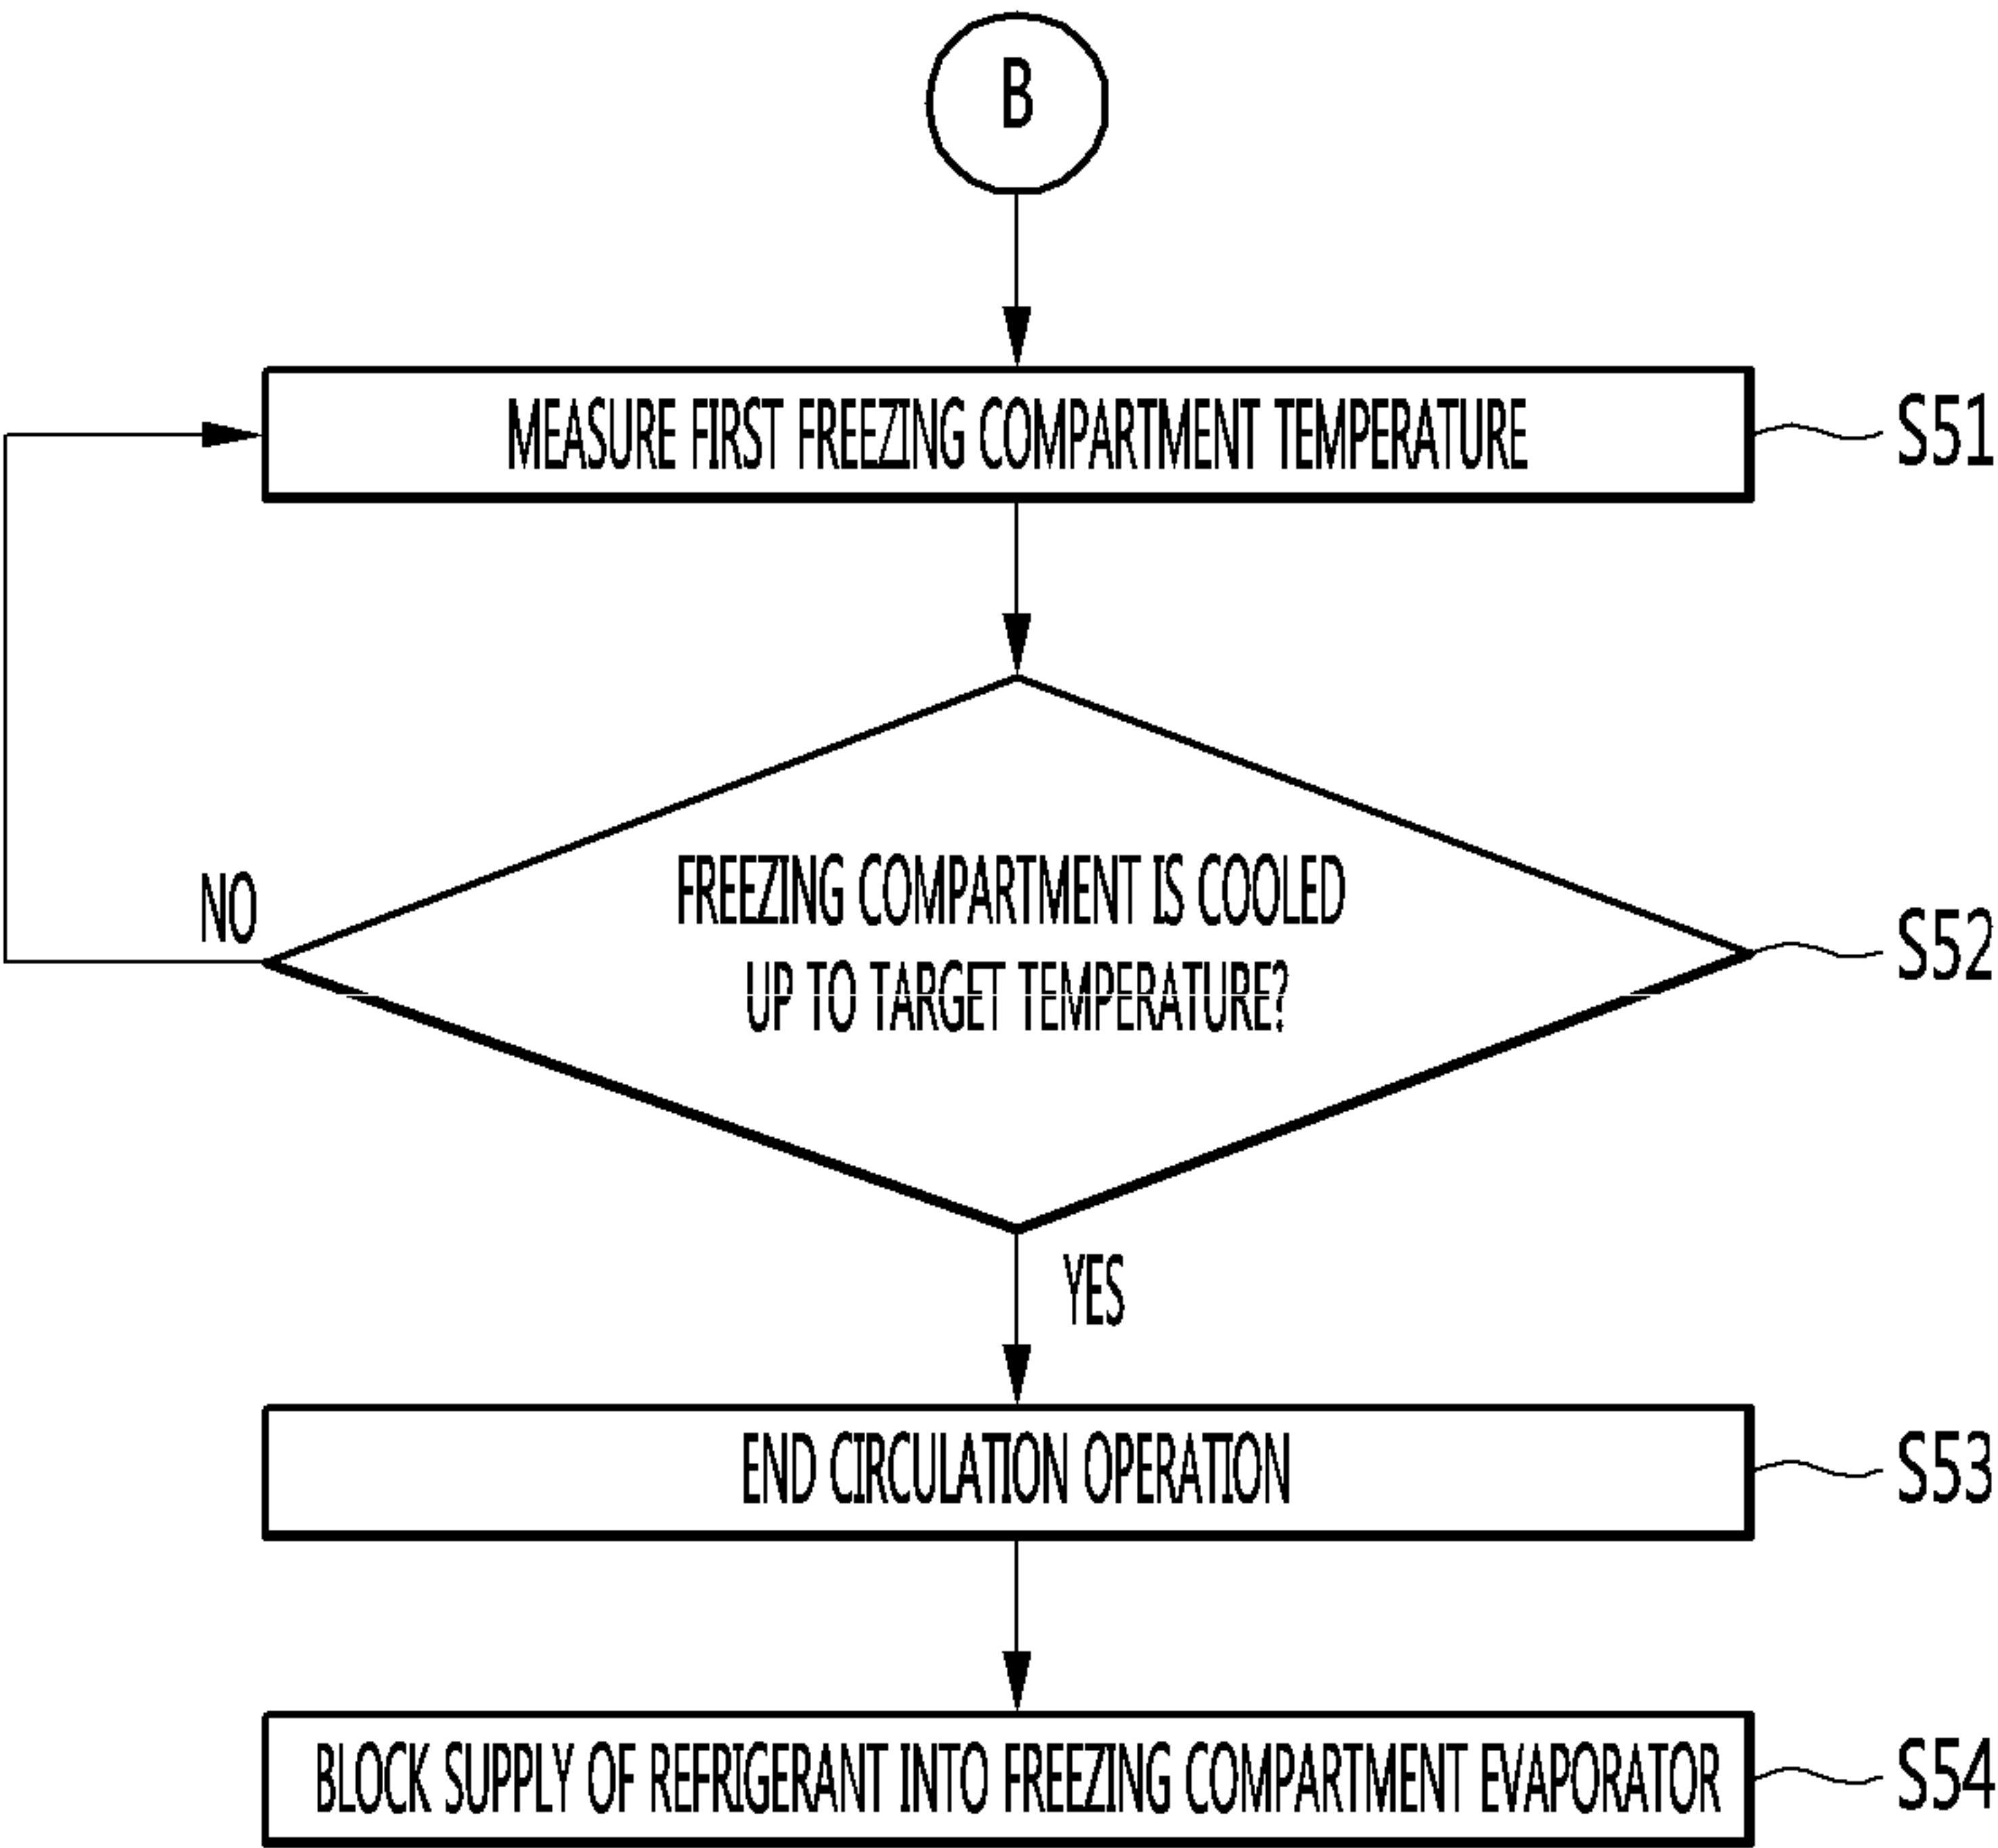 B
MEASURE FIRST FREEZING COMPARTMENT TEMPERATURE
S51
FREEZING COMPARTMENT IS COOLED
UP TO TARGET TEMPERATURE?
S52
NO
YES
END CIRCULATION OPERATION
S53
BLOCK SUPPLY OF REFRIGERANT INTO FREEZING COMPARTMENT EVAPORATOR
S54